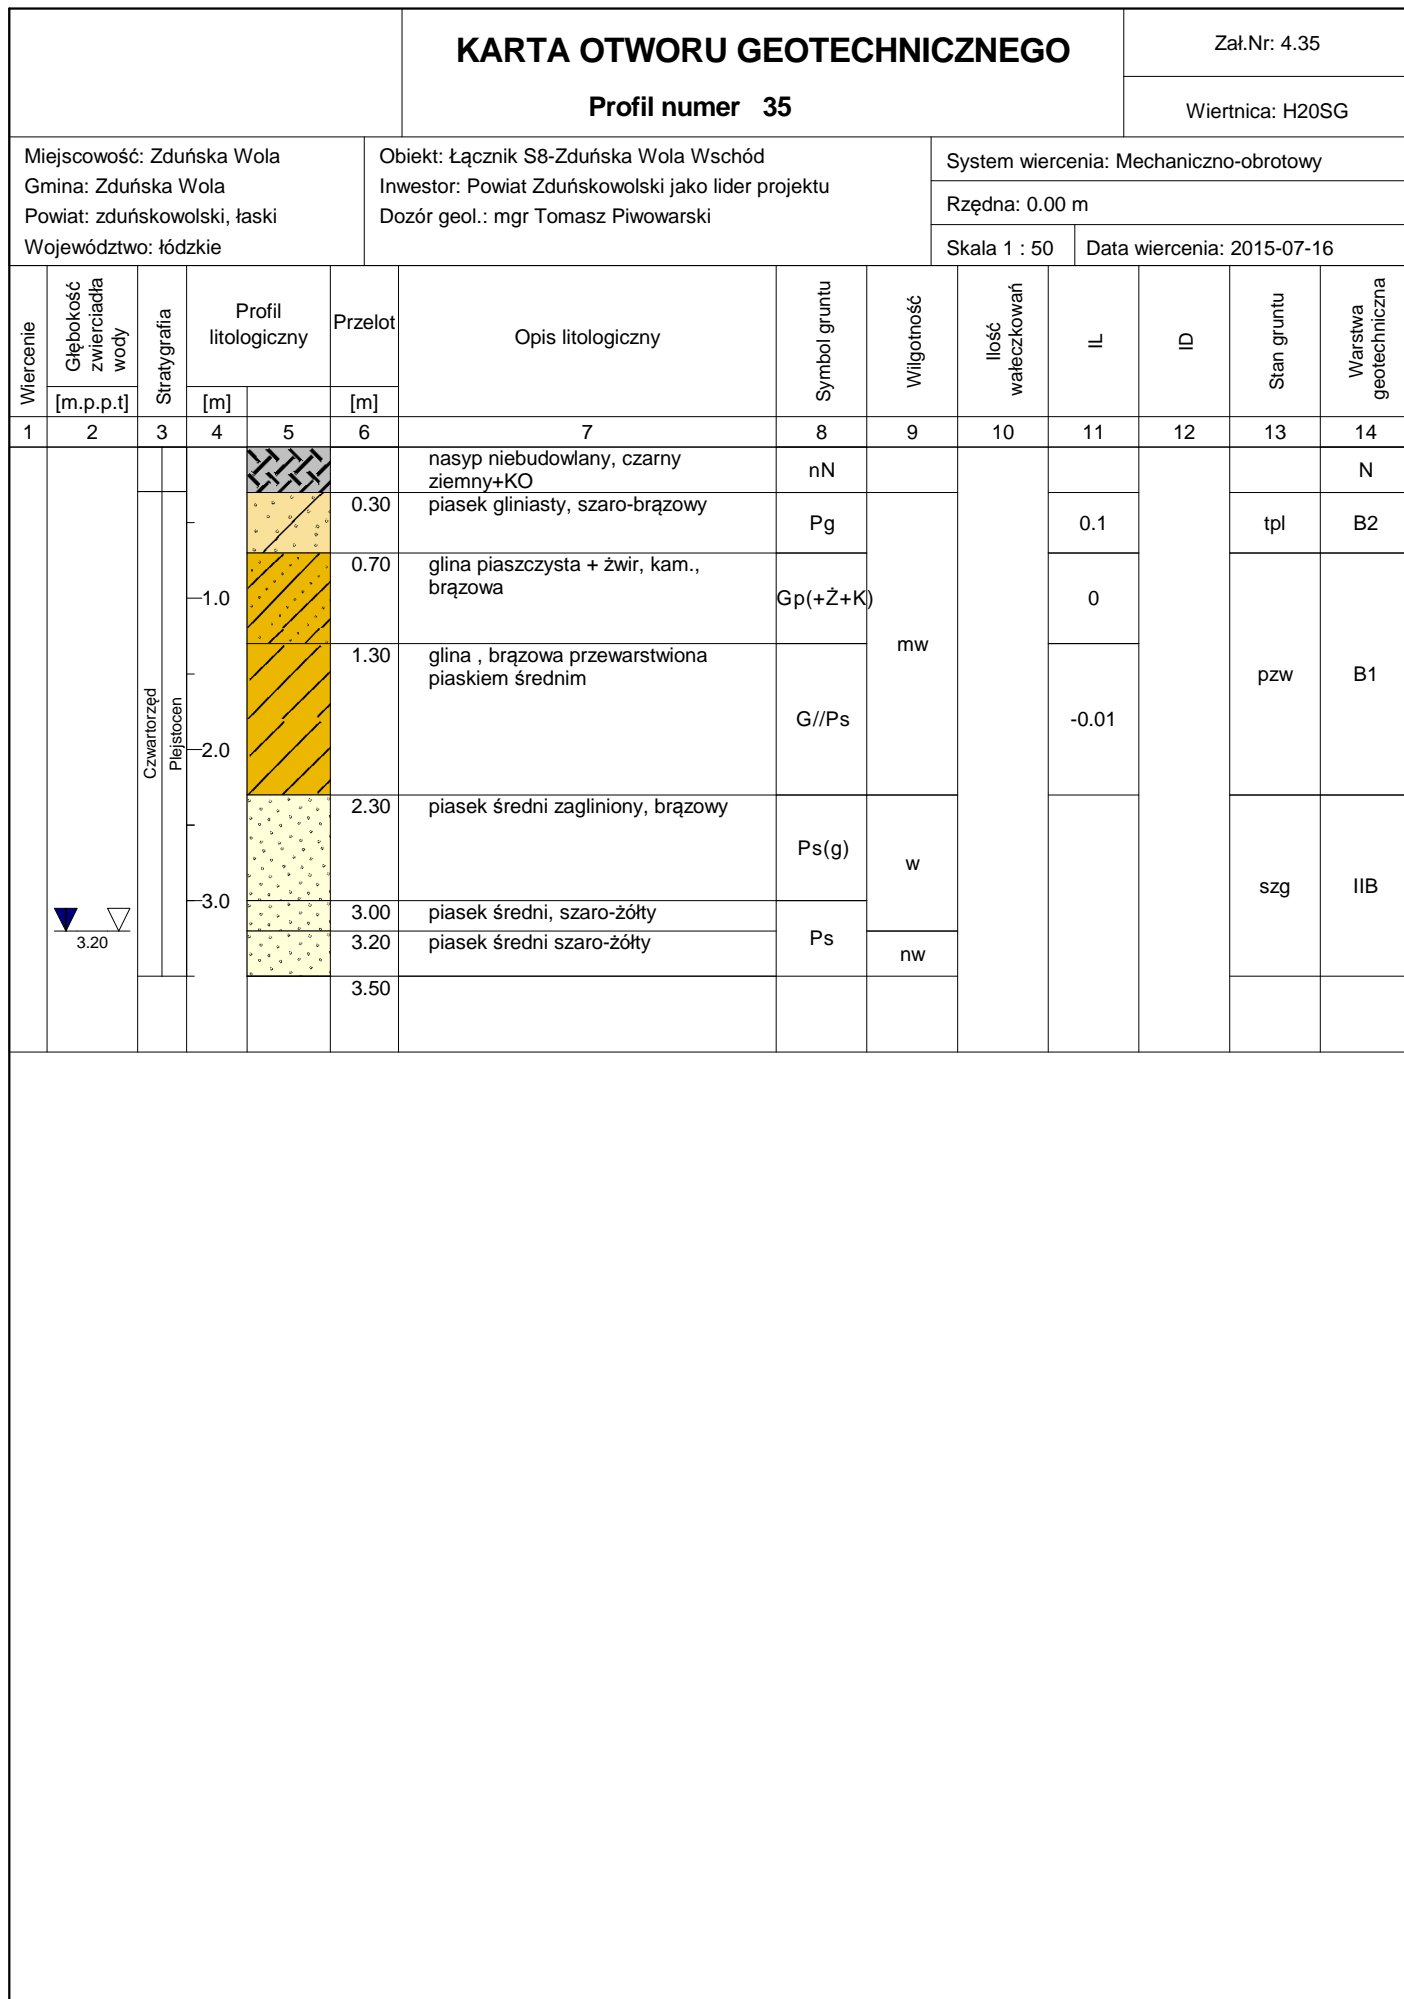 KARTA OTWORU GEOTECHNICZNEGO
Profil numer 35
Zał.Nr: 4.35
Wiertnica: H20SG
Miejscowość: Zduńska Wola
Gmina: Zduńska Wola
Powiat: zduńskowolski, łaski
Województwo: łódzkie
Obiekt: Łącznik S8-Zduńska Wola Wschód
Inwestor: Powiat Zduńskowolski jako lider projektu
Dozór geol.: mgr Tomasz Piwowarski
System wiercenia: Mechaniczno-obrotowy
Rzędna: 0.00 m
Skala 1 : 50
Data wiercenia: 2015-07-16
Wiercenie
Głębokość
zwierciadła
wody
[m.p.p.t]
Stratygrafia
Profil
litologiczny
[m]
Przelot
[m]
Opis litologiczny
Symbol gruntu
Wilgotność
Ilość
wałeczkowań
IL
ID
Stan gruntu
Warstwa
geotechniczna
1 2 3 4 5 6 7 8 9 10 11 12 13 14
nasyp niebudowlany, czarny
ziemny+KO
nN
N
0.30
piasek gliniasty, szaro-brązowy
Pg
0.1
tpl
B2
0.70
glina piaszczysta + żwir, kam.,
brązowa
1.0
Gp(+Ż+K)
0
mw
1.30
glina , brązowa przewarstwiona
piaskiem średnim
pzw
B1
Czwartorzęd
Plejstocen
G//Ps
-0.01
2.0
2.30
piasek średni zagliniony, brązowy
Ps(g)
w
szg
IIB
3.0
3.00
piasek średni, szaro-żółty
3.20
3.20
piasek średni szaro-żółty
Ps
nw
3.50